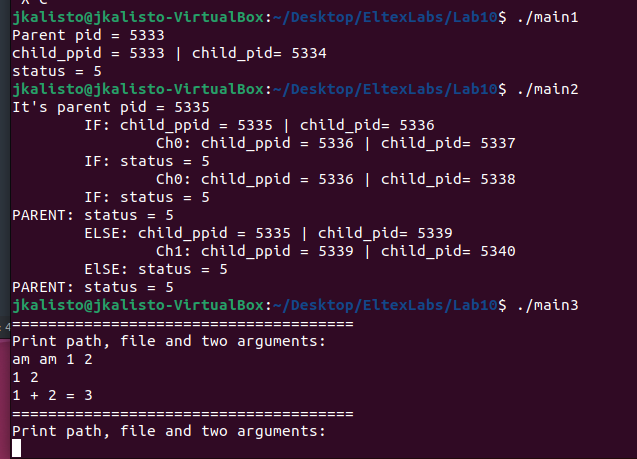 jkalisto@jkalisto-VirtualBox:~/Desktop/EltexLabs/Lab10$ ./main1
Parent pid = 5333
child_ppid = 5333 | child_pid= 5334
status = 5
jkalisto@jkalisto-VirtualBox:~/Desktop/EltexLabs/Lab10$ ./main2
It's parent pid = 5335
        IF: child_ppid = 5335 | child_pid= 5336
                Ch0: child_ppid = 5336 | child_pid= 5337
        IF: status = 5
                Ch0: child_ppid = 5336 | child_pid= 5338
        IF: status = 5
PARENT: status = 5
        ELSE: child_ppid = 5335 | child_pid= 5339
                Ch1: child_ppid = 5339 | child_pid= 5340
        ElSE: status = 5
PARENT: status = 5
jkalisto@jkalisto-VirtualBox:~/Desktop/EltexLabs/Lab10$ ./main3
======================================
Print path, file and two arguments:
am am 1 2
1 2
1 + 2 = 3
======================================
Print path, file and two arguments: